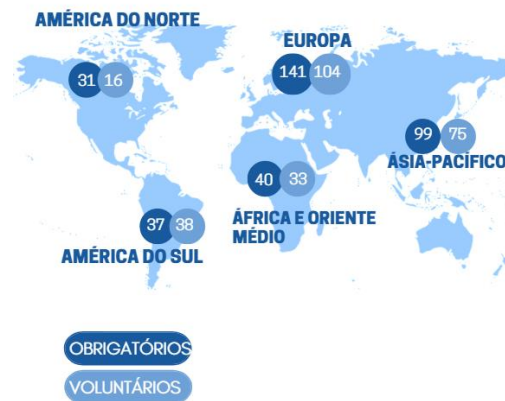 AMÉRICA DO NORTE
31 16
EUROPA
141 104
99 75
ÁSIA-PACÍFICO
40 33
ÁFRICA E ORIENTE
MÉDIO
37 38
AMÉRICA DO SUL
OBRIGATÓRIOS
VOLUNTÁRIOS